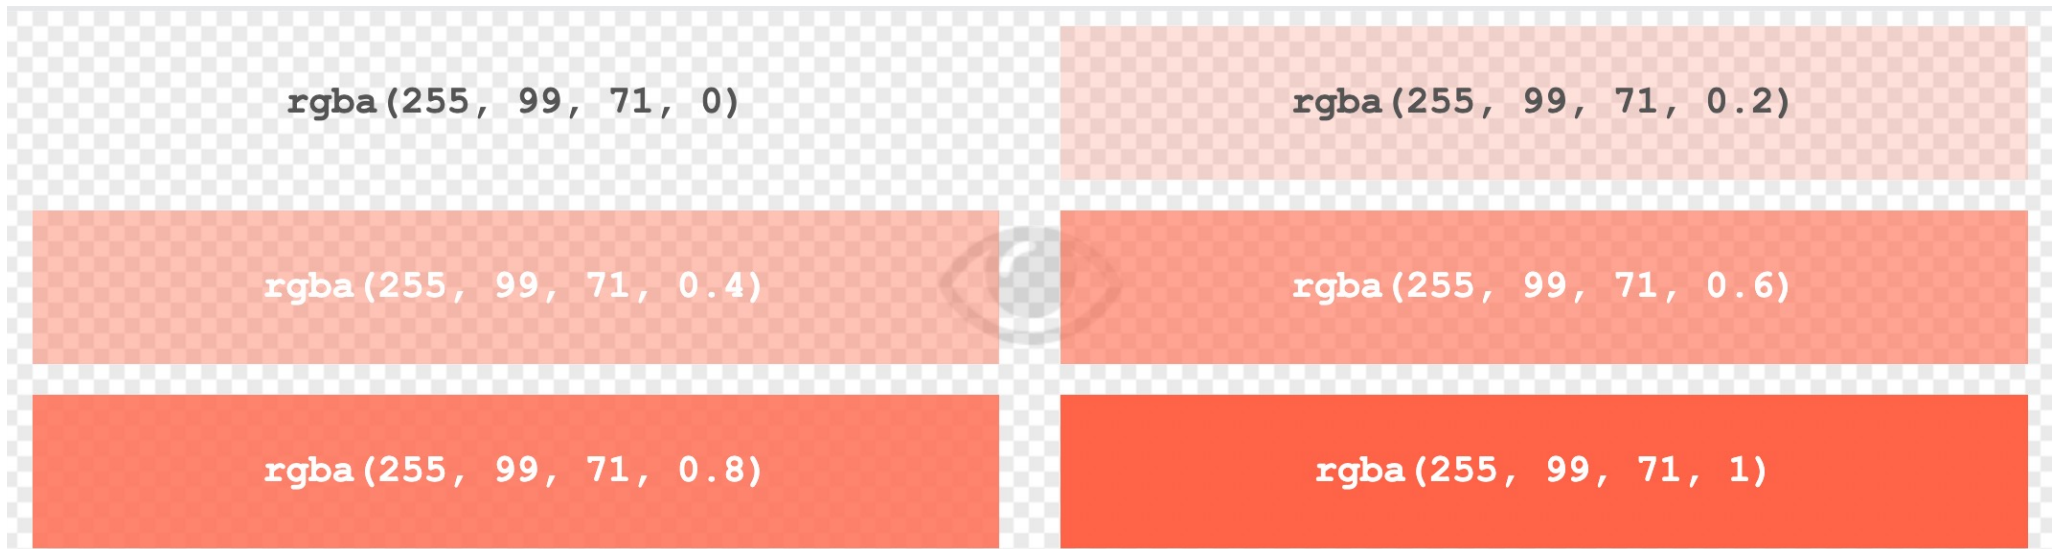 rgba(255, 99, 71, 0)
rgba(255, 99, 71, 0.2)
rgba(255, 99, 71, 0.4)
rgba(255, 99, 71, 0.6)
rgba(255, 99, 71, 0.8)
rgba(255, 99, 71, 1)